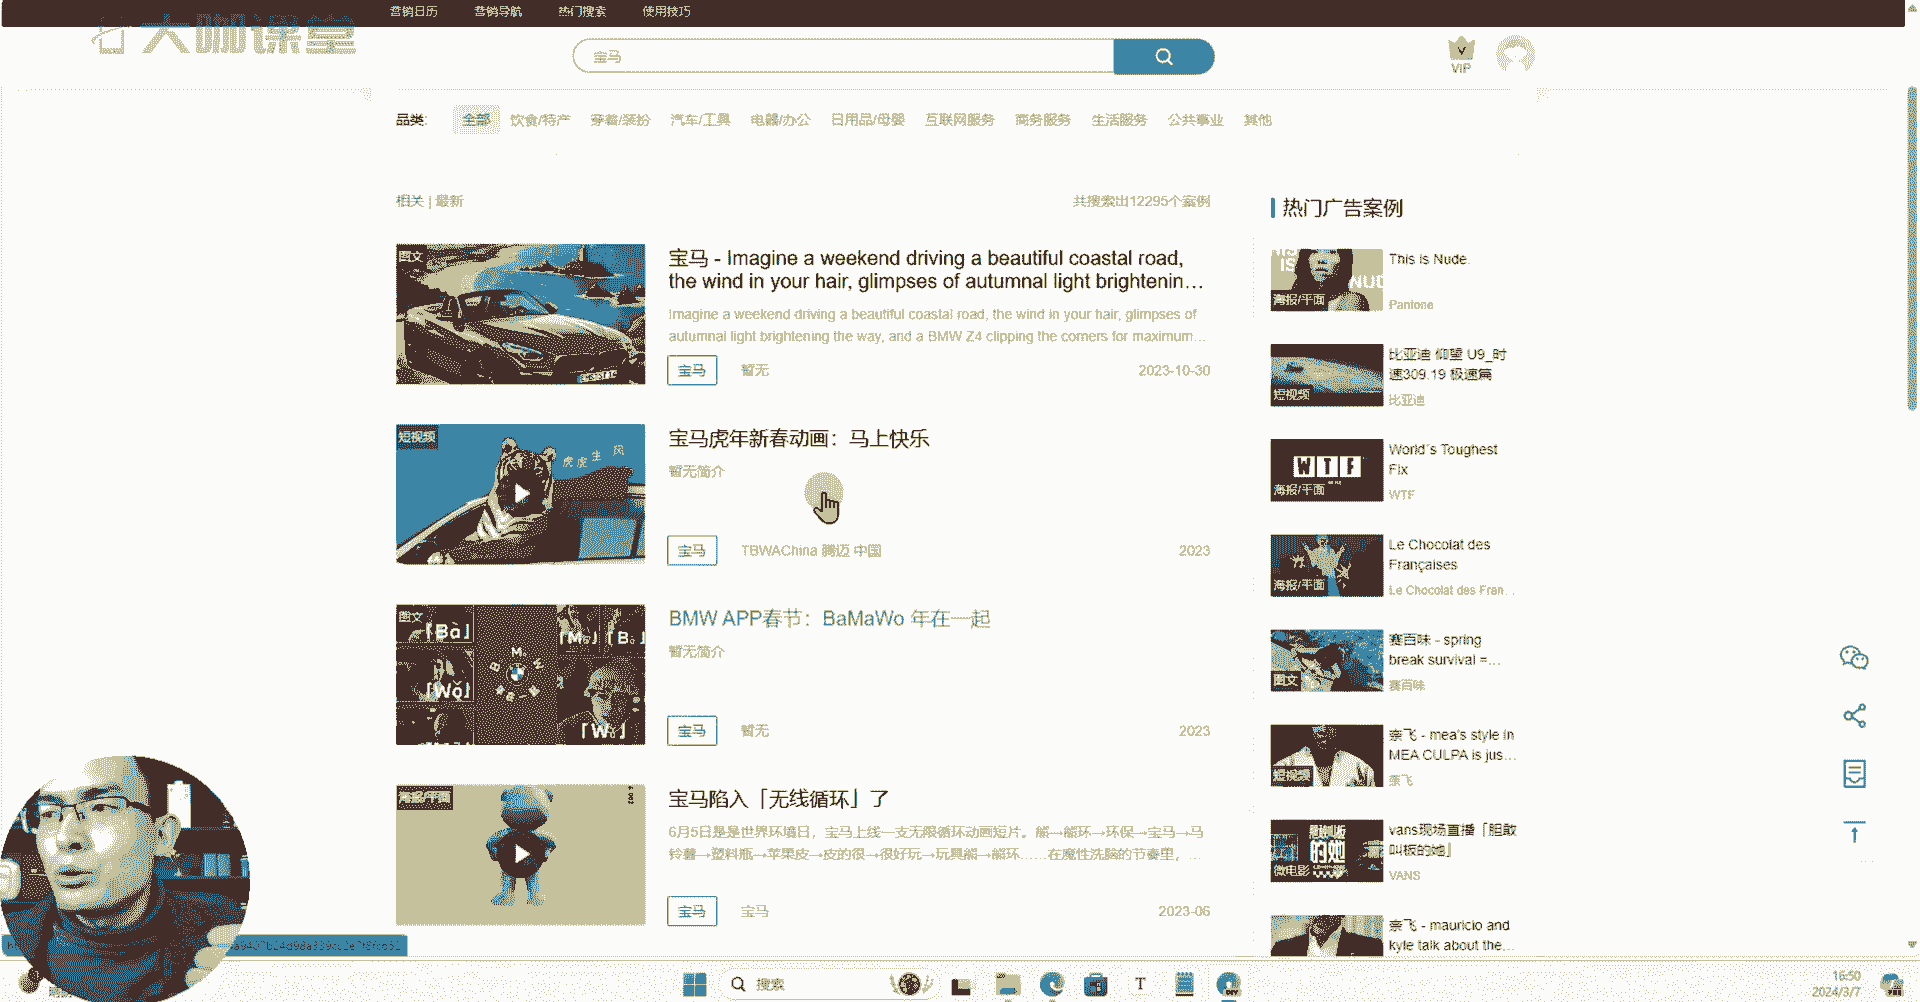 营销日历 营销导航 热门搜索 使用技巧
大咖课堂
宝马
VIP
品类: 全部 饮食/特产 穿着/装扮 汽车/工具 电器/办公 日用品/母婴 互联网服务 商务服务 生活服务 公共事业 其他
相关 | 最新
共搜索出12295个案例
图文
宝马 - Imagine a weekend driving a beautiful coastal road,
the wind in your hair, glimpses of autumnal light brightenin...
Imagine a weekend driving a beautiful coastal road, the wind in your hair, glimpses of
autumnal light brightening the way, and a BMW Z4 clipping the corners for maximum...
宝马 暂无 2023-10-30
短视频
虎虎生风
宝马虎年新春动画：马上快乐
暂无简介
宝马 TBWAChina 腾迈 中国 2023
图文
「Bà」
「Wǒ」
BMW APP春节：BaMaWo 年在一起
暂无简介
宝马 暂无 2023
海报/平面
宝马陷入「无线循环」了
6月5日是是世界环境日，宝马上线一支无限循环动画短片。熊→熊环→环保→宝马→马
铃薯→塑料瓶→苹果皮→皮的很→很好玩→玩具熊→熊环……在魔性洗脑的节奏里，...
宝马 宝马 2023-06
热门广告案例
海报/平面
This is Nude.
Pantone
短视频
比亚迪 仰望 U9_时
速309.19 极速篇
比亚迪
WTF
海报/平面
World's Toughest
Fix
WTF
海报/平面
Le Chocolat des
Françaises
Le Chocolat des Fran...
图文
赛百味 - spring
break survival =...
赛百味
短视频
奈飞 - mea's style in
MEA CULPA is jus...
奈飞
微电影
vans现场直播「胆敢
叫板的她」
VANS
奈飞 - mauricio and
kyle talk about the...
搜索
16:50
2024/3/7